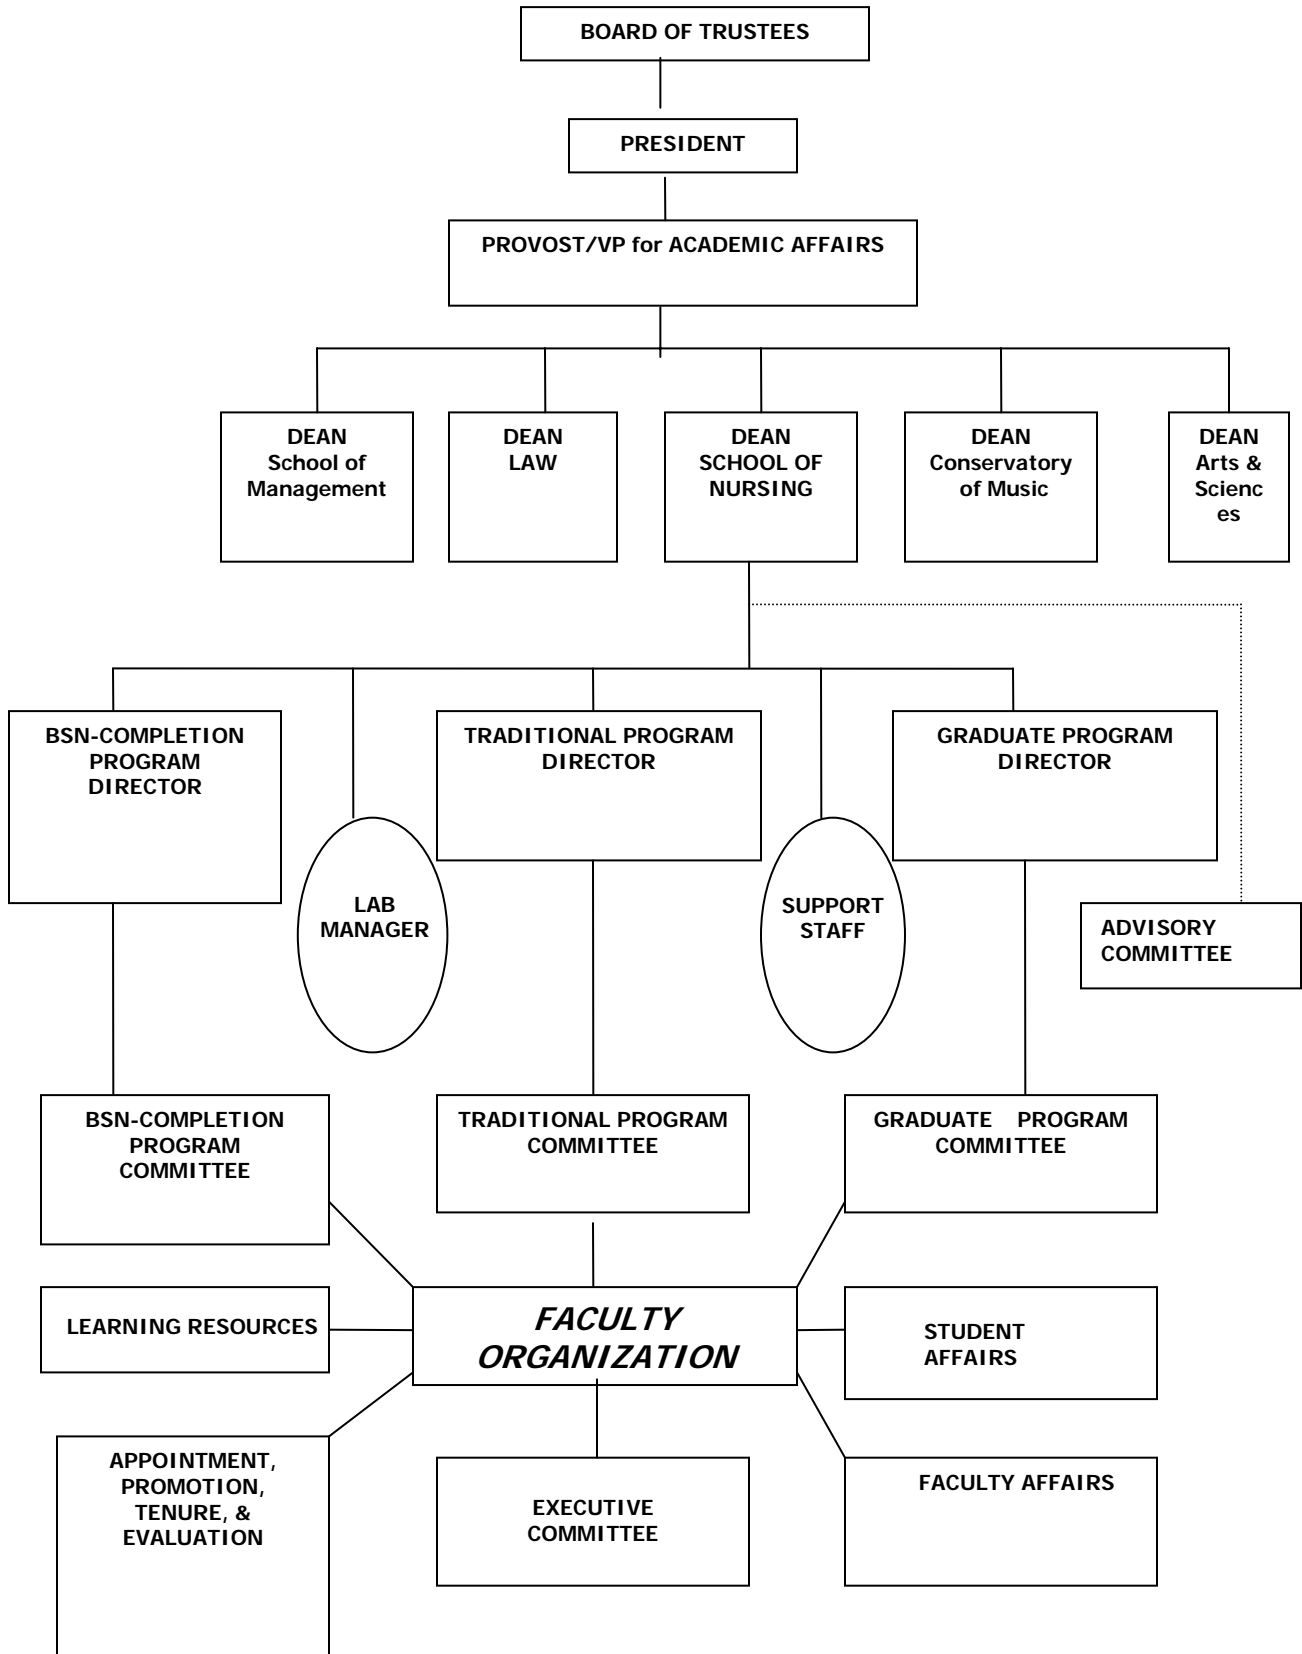 BOARD OF TRUSTEES
PRESIDENT
PROVOST/VP for ACADEMIC AFFAIRS
DEAN
School of
Management
DEAN
LAW
DEAN
SCHOOL OF
NURSING
DEAN
Conservatory
of Music
DEAN
Arts &
Scienc
es
BSN-COMPLETION
PROGRAM
DIRECTOR
TRADITIONAL PROGRAM
DIRECTOR
GRADUATE PROGRAM
DIRECTOR
LAB
MANAGER
SUPPORT
STAFF
ADVISORY
COMMITTEE
BSN-COMPLETION
PROGRAM
COMMITTEE
TRADITIONAL PROGRAM
COMMITTEE
GRADUATE PROGRAM
COMMITTEE
LEARNING RESOURCES
FACULTY
ORGANIZATION
STUDENT
AFFAIRS
APPOINTMENT,
PROMOTION,
TENURE, &
EVALUATION
EXECUTIVE
COMMITTEE
FACULTY AFFAIRS